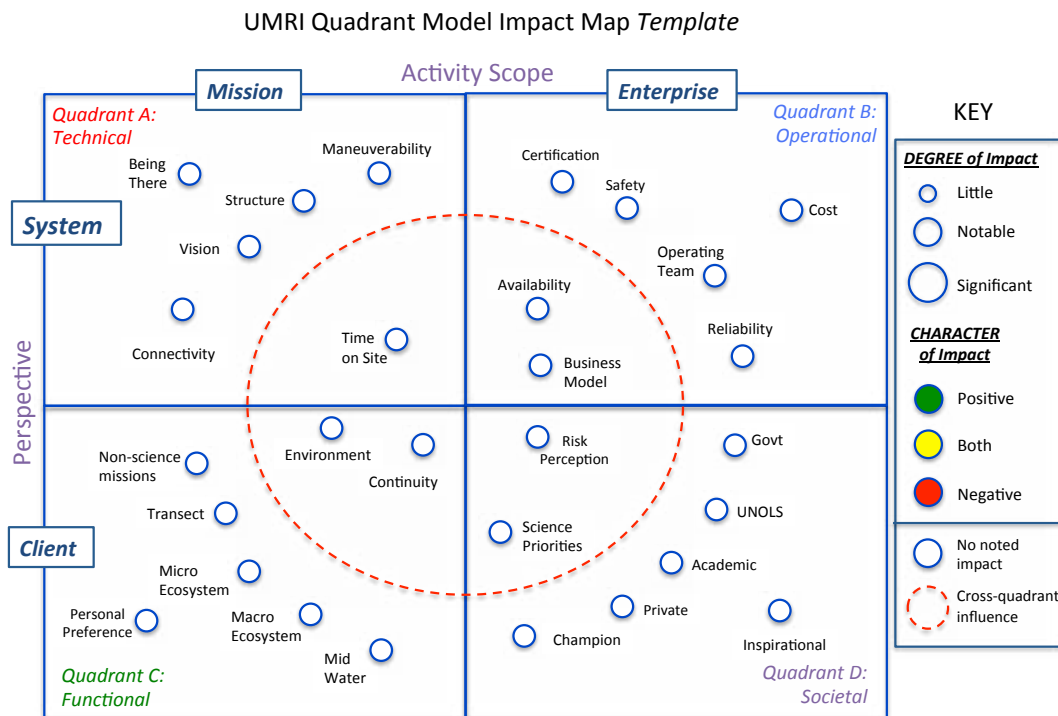 UMRI Quadrant Model Impact Map Template
Activity Scope
Mission
Enterprise
Perspective
System
Client
Quadrant A:
Technical
Being
There
Maneuverability
Structure
Vision
Connectivity
Time
on Site
Quadrant B:
Operational
Certification
Safety
Cost
Operating
Team
Availability
Reliability
Business
Model
Environment
Continuity
Non-science
missions
Transect
Micro
Ecosystem
Macro
Ecosystem
Personal
Preference
Mid
Water
Quadrant C:
Functional
Risk
Perception
Govt
UNOLS
Science
Priorities
Academic
Private
Champion
Inspirational
Quadrant D:
Societal
KEY
DEGREE of Impact
Little
Notable
Significant
CHARACTER
of Impact
Positive
Both
Negative
No noted
impact
Cross-quadrant
influence